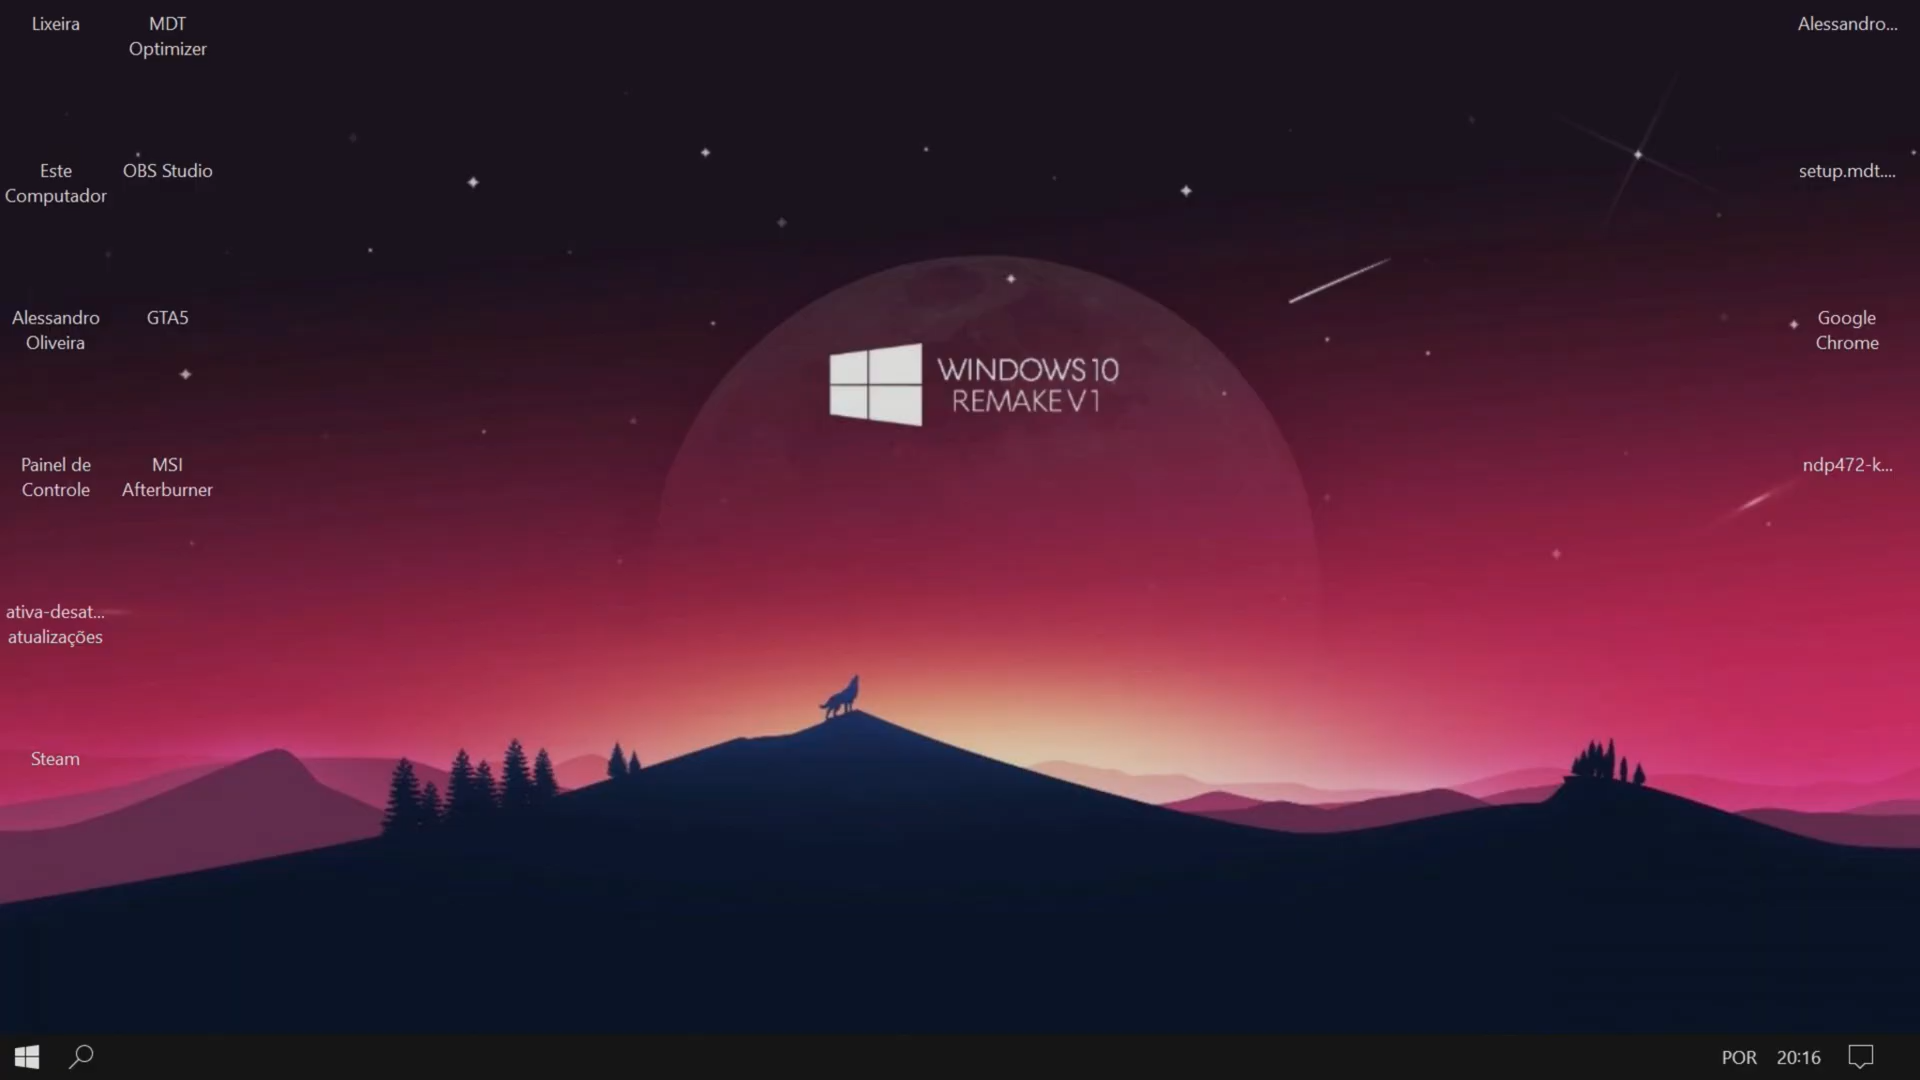 Lixeira
MDT
Optimizer
Alessandro...
Este
Computador
OBS Studio
setup.mdt....
Alessandro
Oliveira
GTA5
Google
Chrome
WINDOWS 10
REMAKE V1
Painel de
Controle
MSI
Afterburner
ndp472-k...
ativa-desat...
atualizações
Steam
POR 20:16